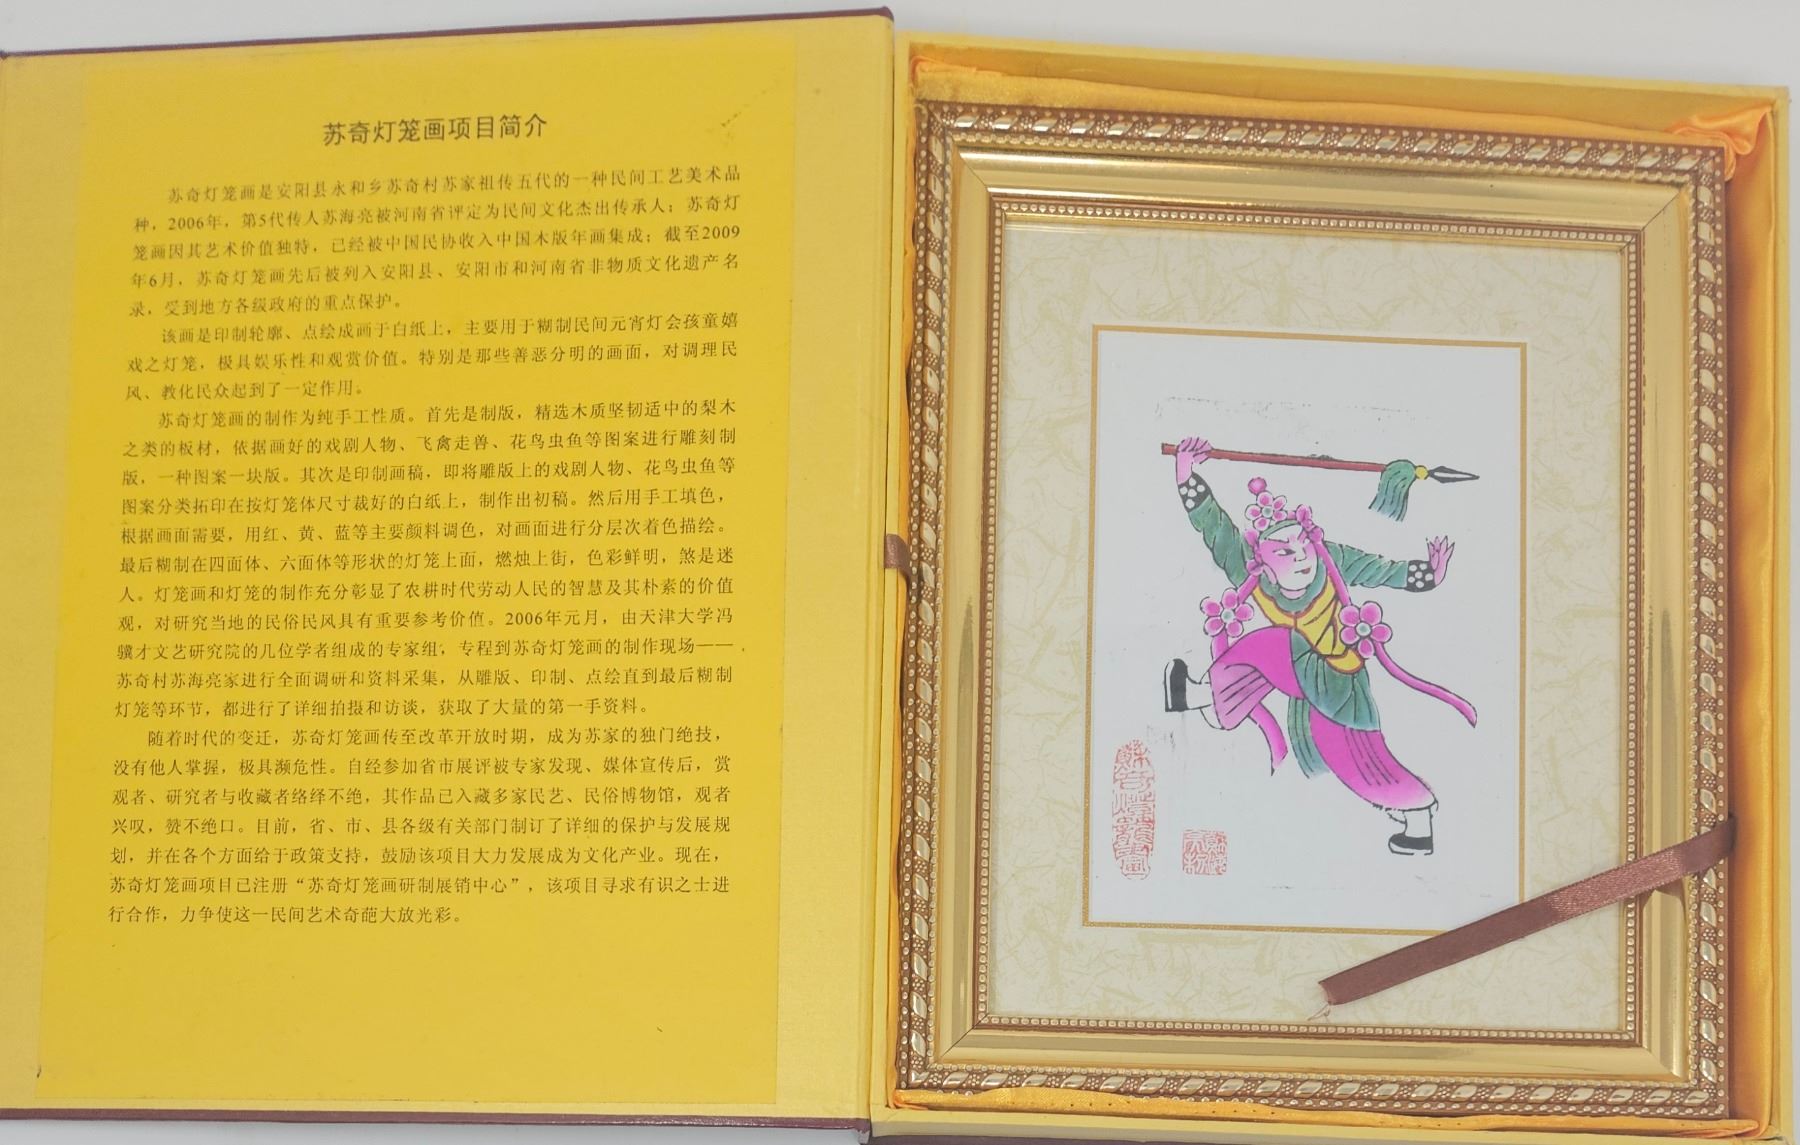 苏奇灯笼画项目简介
苏奇灯笼画是安阳县永和乡苏奇村苏家祖传五代的一种民间工艺美术品
种，2006年，第5代传人苏海亮被河南省评定为民间文化杰出传承人；苏奇灯
笼画因其艺术价值独特，已经被中国民协收入中国木版年画集成；截至2009
年6月，苏奇灯笼画先后被列入安阳县、安阳市和河南省非物质文化遗产名
录，受到地方各级政府的重点保护。
该画是印制轮廓、点绘成画于白纸上，主要用于糊制民间元宵灯会孩童嬉
戏之灯笼，极具娱乐性和观赏价值。特别是那些善恶分明的画面，对调理民
风、教化民众起到了一定作用。
苏奇灯笼画的制作为纯手工性质。首先是制版，精选木质坚韧适中的梨木
之类的板材，依据画好的戏剧人物、飞禽走兽、花鸟虫鱼等图案进行雕刻制
版，一种图案一块版。其次是印制画稿，即将雕版上的戏剧人物、花鸟虫鱼等
图案分类拓印在按灯笼体尺寸裁好的白纸上，制作出初稿。然后用手工填色，
根据画面需要，用红、黄、蓝等主要颜料调色，对画面进行分层次着色描绘。
最后糊制在四面体、六面体等形状的灯笼上面，燃烛上街，色彩鲜明，煞是迷
人。灯笼画和灯笼的制作充分彰显了农耕时代劳动人民的智慧及其朴素的价值
观，对研究当地的民俗民风具有重要参考价值。2006年元月，由天津大学冯
骥才文艺研究院的几位学者组成的专家组，专程到苏奇灯笼画的制作现场——
苏奇村苏海亮家进行全面调研和资料采集，从雕版、印制、点绘直到最后糊制
灯笼等环节，都进行了详细拍摄和访谈，获取了大量的第一手资料。
随着时代的变迁，苏奇灯笼画传至改革开放时期，成为苏家的独门绝技，
没有他人掌握，极具濒危性。自经参加省市展评被专家发现、媒体宣传后，赏
观者、研究者与收藏者络绎不绝，其作品已入藏多家民艺、民俗博物馆，观者
兴叹，赞不绝口。目前，省、市、县各级有关部门制订了详细的保护与发展规
划，并在各个方面给于政策支持，鼓励该项目大力发展成为文化产业。现在，
苏奇灯笼画项目已注册“苏奇灯笼画研制展销中心”，该项目寻求有识之士进
行合作，力争使这一民间艺术奇葩大放光彩。
蘇奇燈籠畫